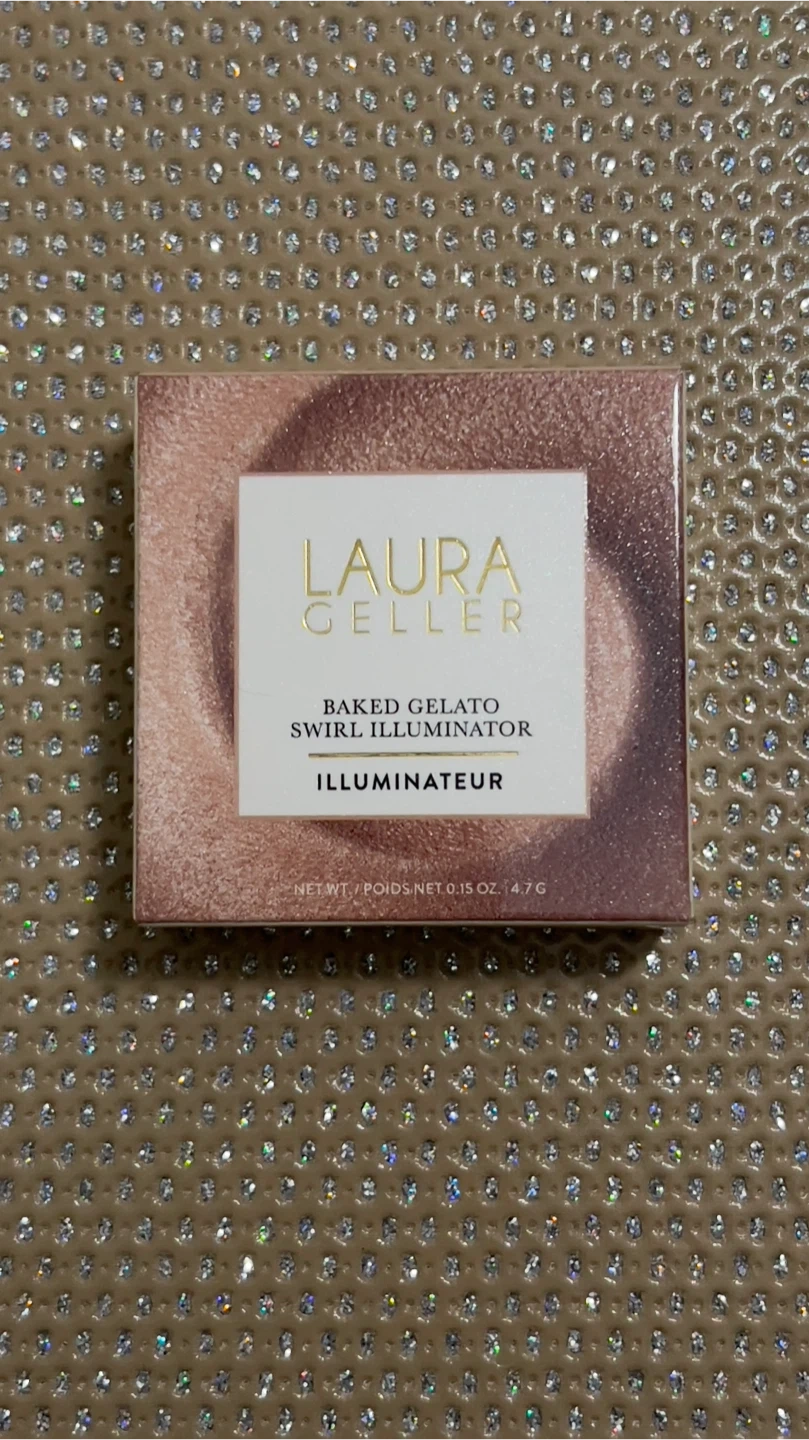 LAURA
GELLER
BAKED GELATO
SWIRL ILLUMINATOR
ILLUMINATEUR
NET WT. / POIDS NET 0.15 OZ. | 4.7 G